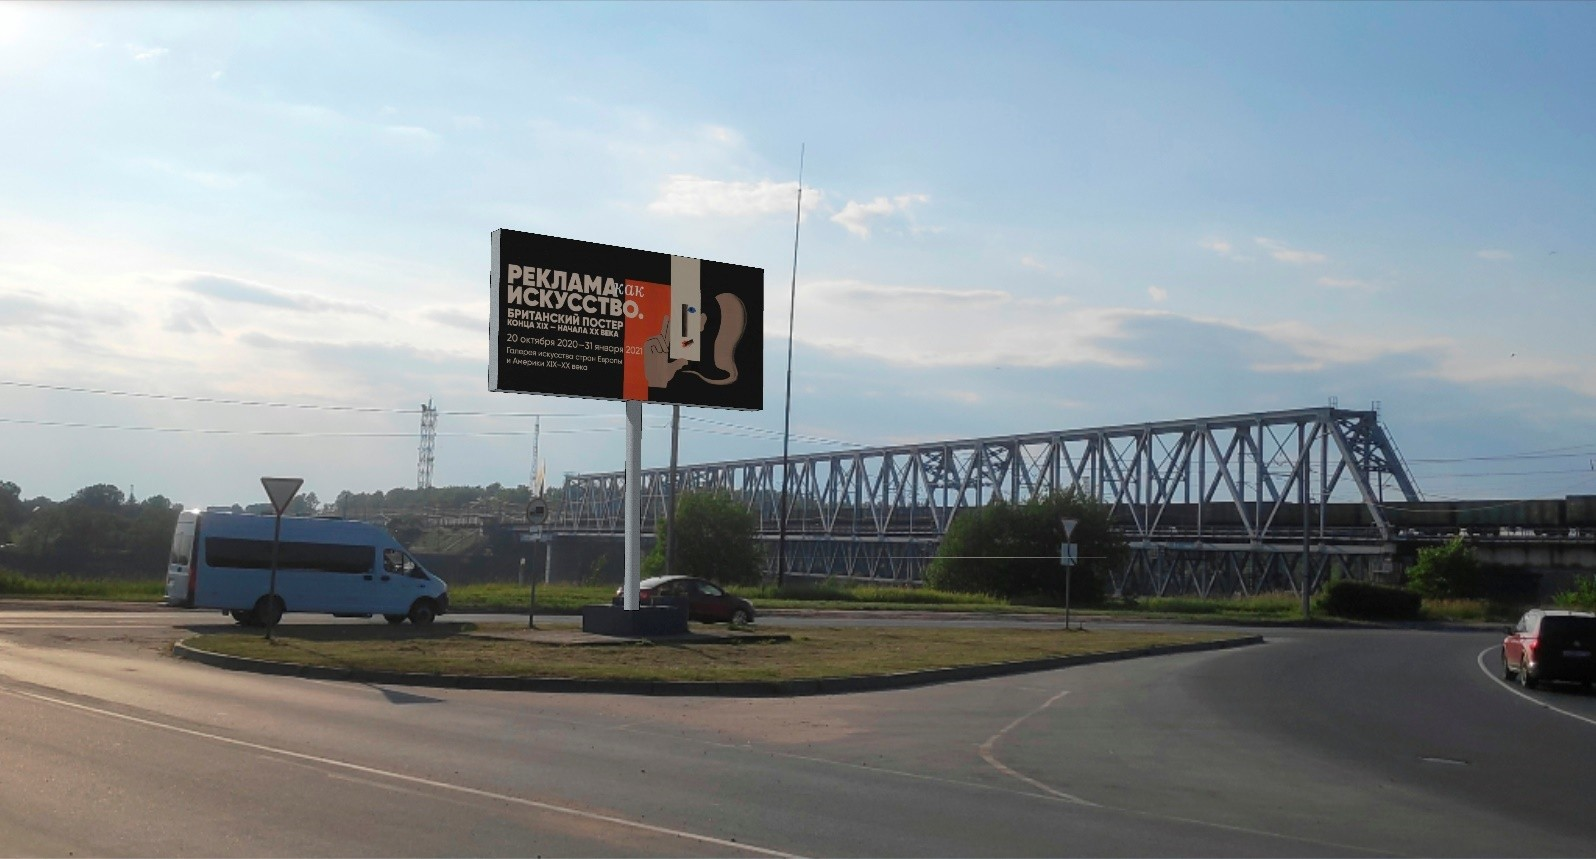 РЕКЛАМА как
ИСКУССТВО.
БРИТАНСКИЙ ПОСТЕР
КОНЦА XIX – НАЧАЛА XX ВЕКА
20 октября 2020–31 января 2021
Галерея искусства стран Европы
и Америки XIX–XX века